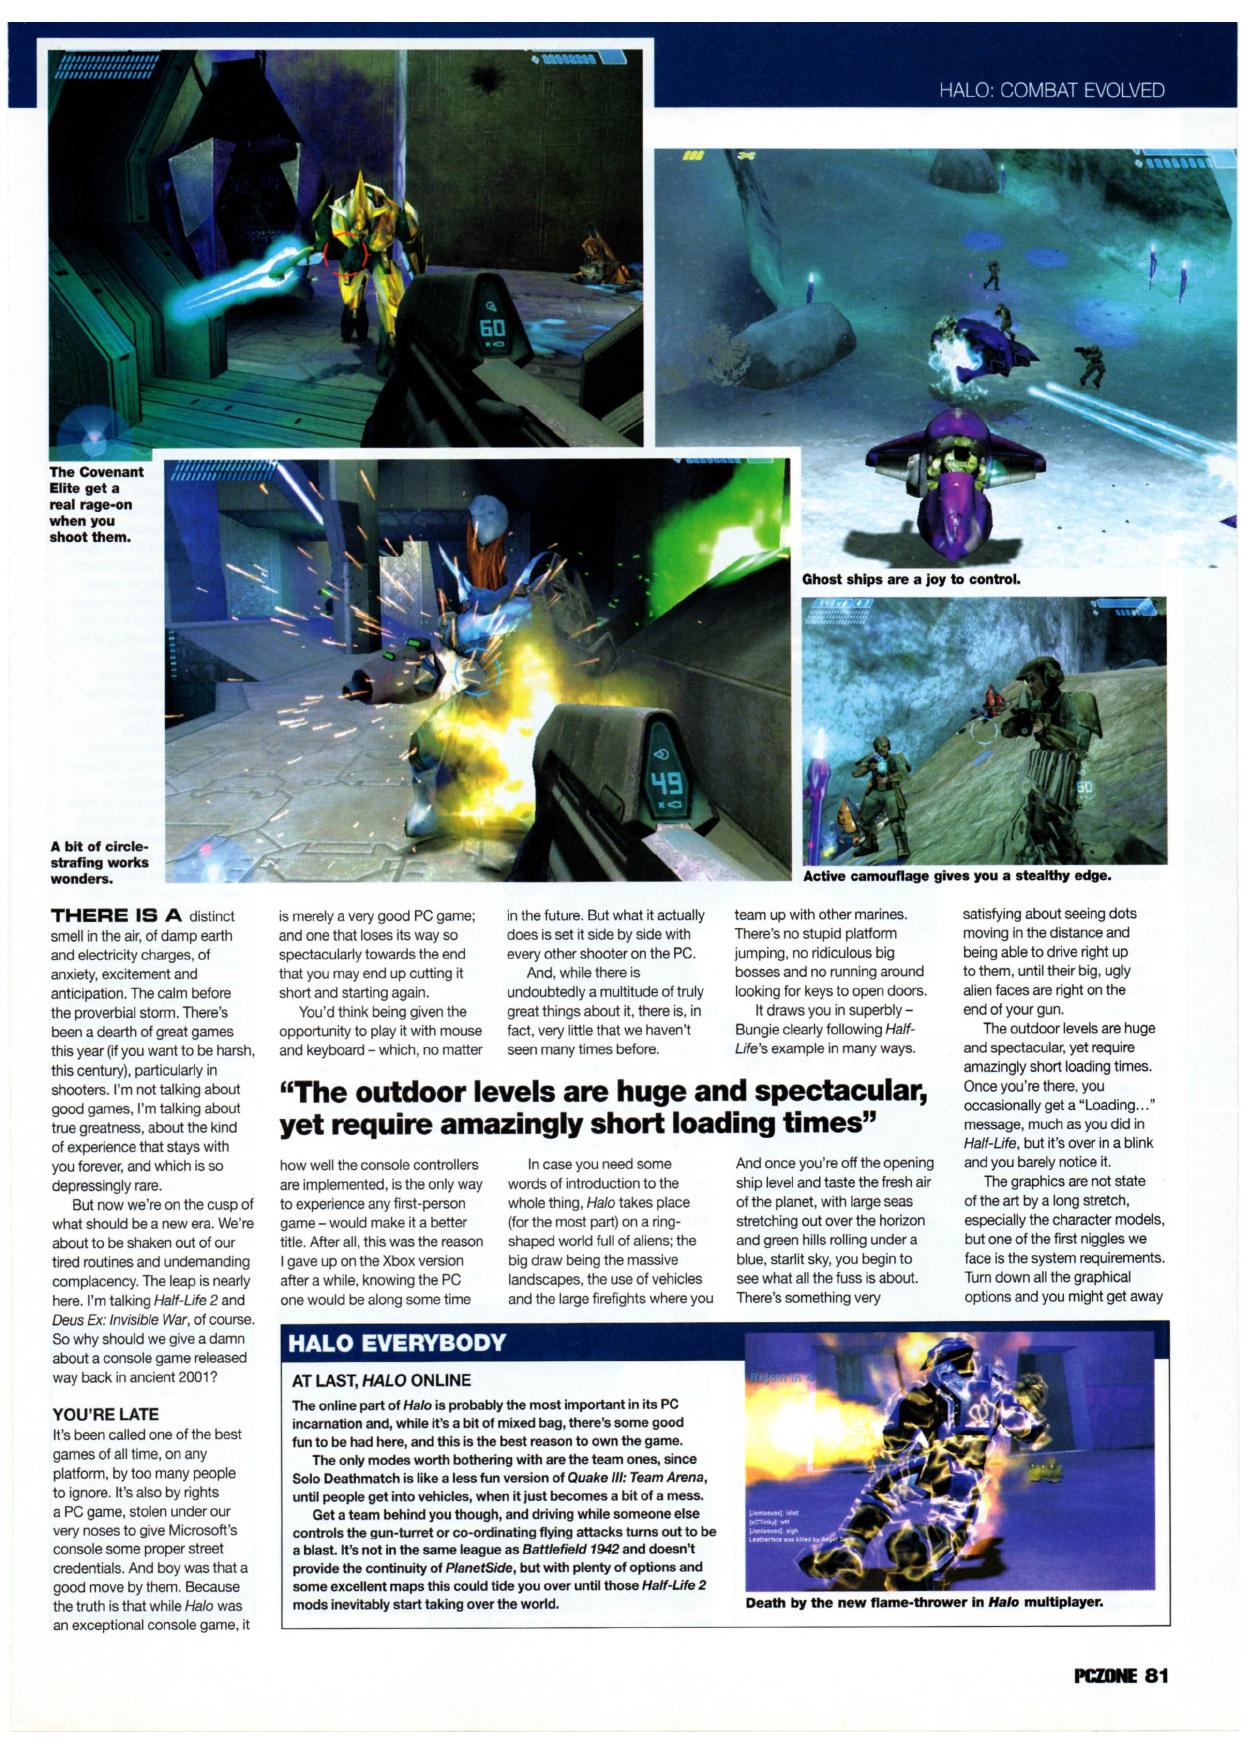 HALO: COMBAT EVOLVED
60
The Covenant
Elite get a
real rage-on
when you
shoot them.
49
Ghost ships are a joy to control.
60
A bit of circle-
strafing works
wonders.
Active camouflage gives you a stealthy edge.
THERE IS A distinct
smell in the air, of damp earth
and electricity charges, of
anxiety, excitement and
anticipation. The calm before
the proverbial storm. There's
been a dearth of great games
this year (if you want to be harsh,
this century), particularly in
shooters. I'm not talking about
good games, I'm talking about
true greatness, about the kind
of experience that stays with
you forever, and which is so
depressingly rare.
But now we're on the cusp of
what should be a new era. We're
about to be shaken out of our
tired routines and undemanding
complacency. The leap is nearly
here. I'm talking Half-Life 2 and
Deus Ex: Invisible War, of course.
So why should we give a damn
about a console game released
way back in ancient 2001?
YOU'RE LATE
It's been called one of the best
games of all time, on any
platform, by too many people
to ignore. It's also by rights
a PC game, stolen under our
very noses to give Microsoft's
console some proper street
credentials. And boy was that a
good move by them. Because
the truth is that while Halo was
an exceptional console game, it
is merely a very good PC game;
and one that loses its way so
spectacularly towards the end
that you may end up cutting it
short and starting again.
You'd think being given the
opportunity to play it with mouse
and keyboard – which, no matter
how well the console controllers
are implemented, is the only way
to experience any first-person
game – would make it a better
title. After all, this was the reason
I gave up on the Xbox version
after a while, knowing the PC
one would be along some time
in the future. But what it actually
does is set it side by side with
every other shooter on the PC.
And, while there is
undoubtedly a multitude of truly
great things about it, there is, in
fact, very little that we haven't
seen many times before.
In case you need some
words of introduction to the
whole thing, Halo takes place
(for the most part) on a ring-
shaped world full of aliens; the
big draw being the massive
landscapes, the use of vehicles
and the large firefights where you
team up with other marines.
There's no stupid platform
jumping, no ridiculous big
bosses and no running around
looking for keys to open doors.
It draws you in superbly –
Bungie clearly following Half-
Life's example in many ways.
And once you're off the opening
ship level and taste the fresh air
of the planet, with large seas
stretching out over the horizon
and green hills rolling under a
blue, starlit sky, you begin to
see what all the fuss is about.
There's something very
satisfying about seeing dots
moving in the distance and
being able to drive right up
to them, until their big, ugly
alien faces are right on the
end of your gun.
The outdoor levels are huge
and spectacular, yet require
amazingly short loading times.
Once you're there, you
occasionally get a "Loading..."
message, much as you did in
Half-Life, but it's over in a blink
and you barely notice it.
The graphics are not state
of the art by a long stretch,
especially the character models,
but one of the first niggles we
face is the system requirements.
Turn down all the graphical
options and you might get away
"The outdoor levels are huge and spectacular,
yet require amazingly short loading times"
HALO EVERYBODY
AT LAST, HALO ONLINE
The online part of Halo is probably the most important in its PC
incarnation and, while it's a bit of mixed bag, there's some good
fun to be had here, and this is the best reason to own the game.
The only modes worth bothering with are the team ones, since
Solo Deathmatch is like a less fun version of Quake III: Team Arena,
until people get into vehicles, when it just becomes a bit of a mess.
Get a team behind you though, and driving while someone else
controls the gun-turret or co-ordinating flying attacks turns out to be
a blast. It's not in the same league as Battlefield 1942 and doesn't
provide the continuity of PlanetSide, but with plenty of options and
some excellent maps this could tide you over until those Half-Life 2
mods inevitably start taking over the world.
Rejoin in
idiot
wtf
sigh
Leatherface was killed by
Death by the new flame-thrower in Halo multiplayer.
PCZONE 81